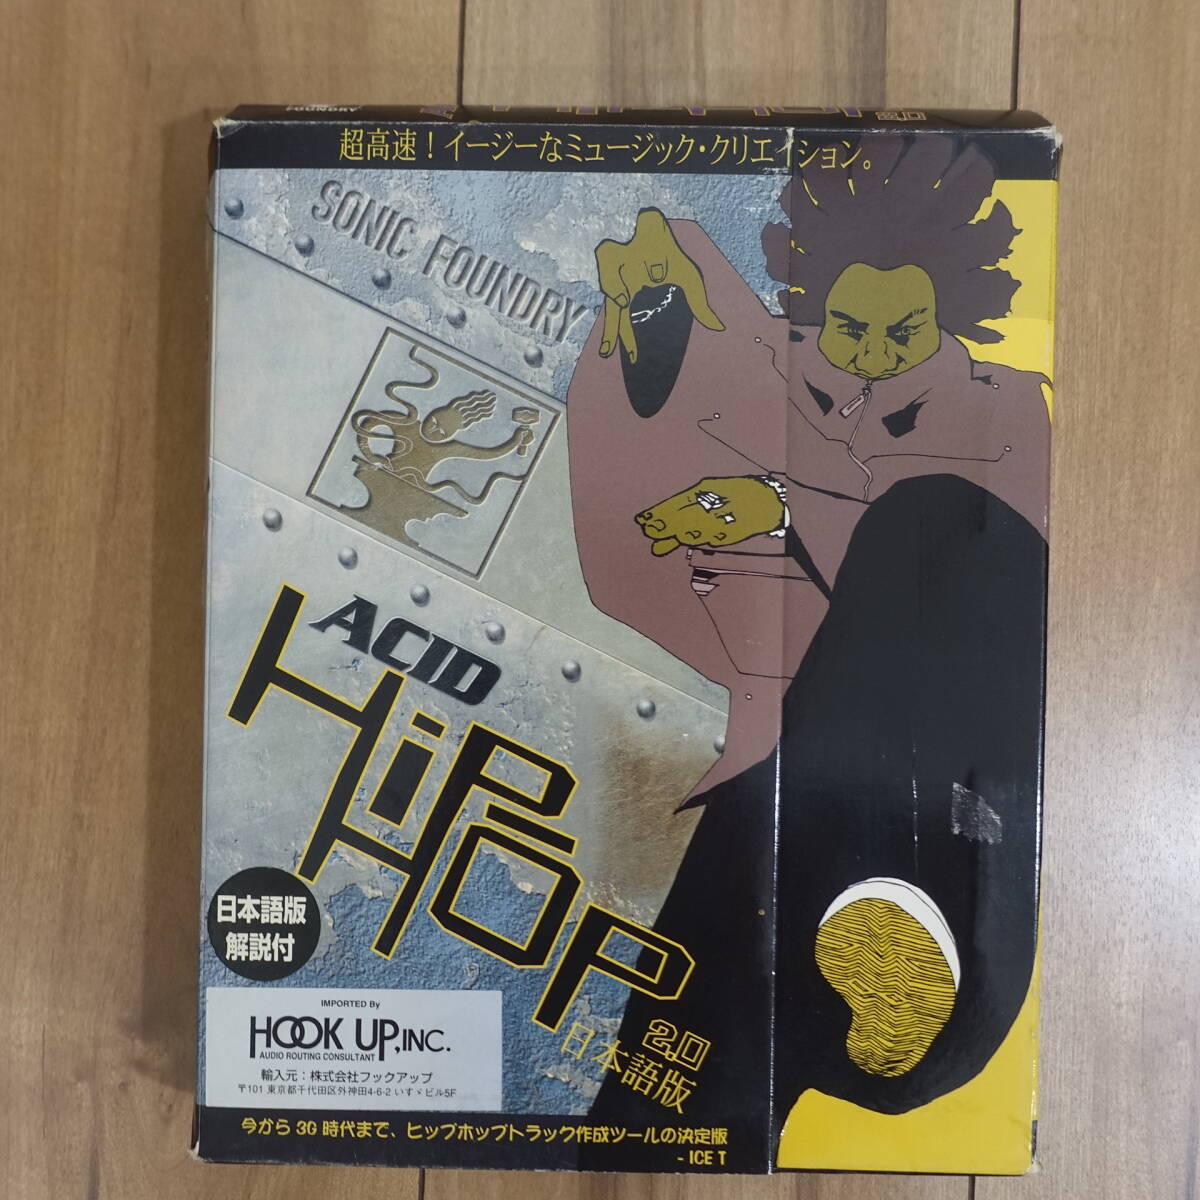 FOUNDRY
2.0
超高速！イージーなミュージック・クリエイション。
SONIC FOUNDRY
ACID
HiP
HOP
2.0
日本語版
日本語版
解説付
IMPORTED By
HOOK UP,INC.
AUDIO ROUTING CONSULTANT
輸入元：株式会社フックアップ
〒101 東京都千代田区外神田4-6-2 いすゞビル5F
今から 3G 時代まで、ヒップホップトラック作成ツールの決定版
- ICE T